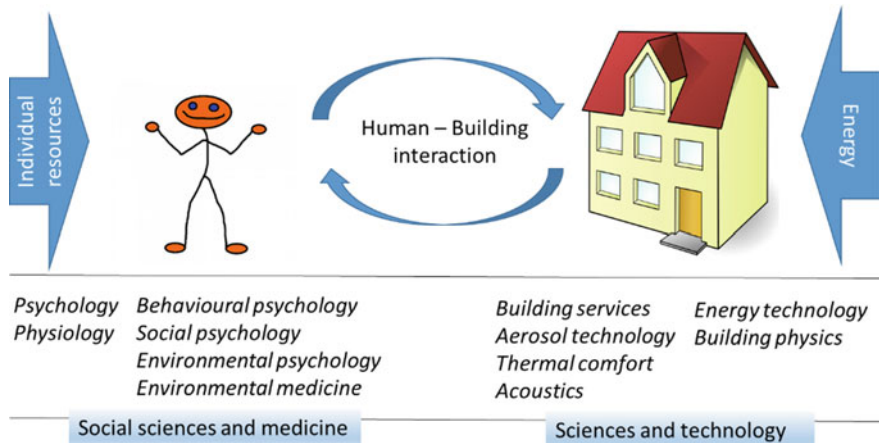 Individual
resources
Human – Building
interaction
Energy
Psychology
Physiology
Behavioural psychology
Social psychology
Environmental psychology
Environmental medicine
Building services
Aerosol technology
Thermal comfort
Acoustics
Energy technology
Building physics
Social sciences and medicine
Sciences and technology